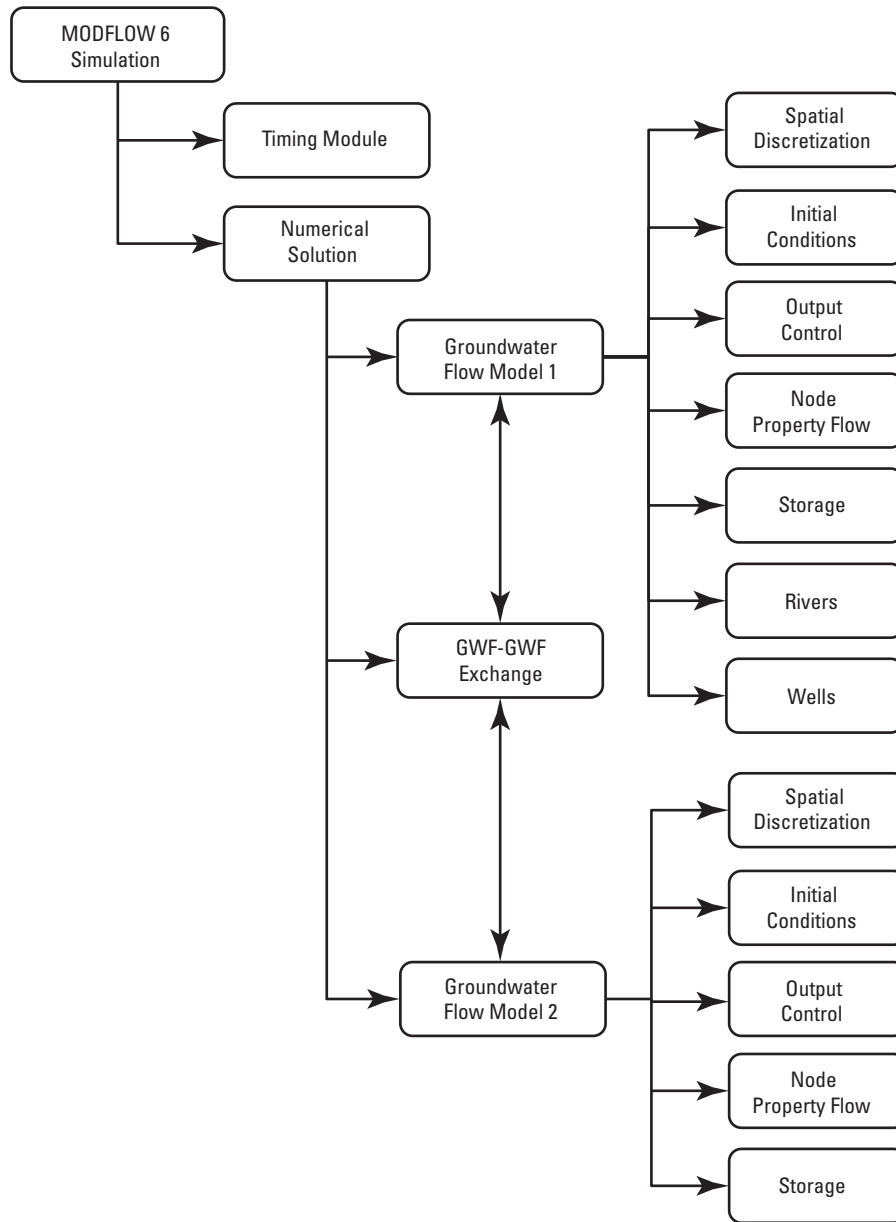 MODFLOW 6
Simulation
Timing Module
Numerical
Solution
Groundwater
Flow Model 1
Spatial
Discretization
Initial
Conditions
Output
Control
Node
Property Flow
Storage
Rivers
Wells
GWF-GWF
Exchange
Groundwater
Flow Model 2
Spatial
Discretization
Initial
Conditions
Output
Control
Node
Property Flow
Storage